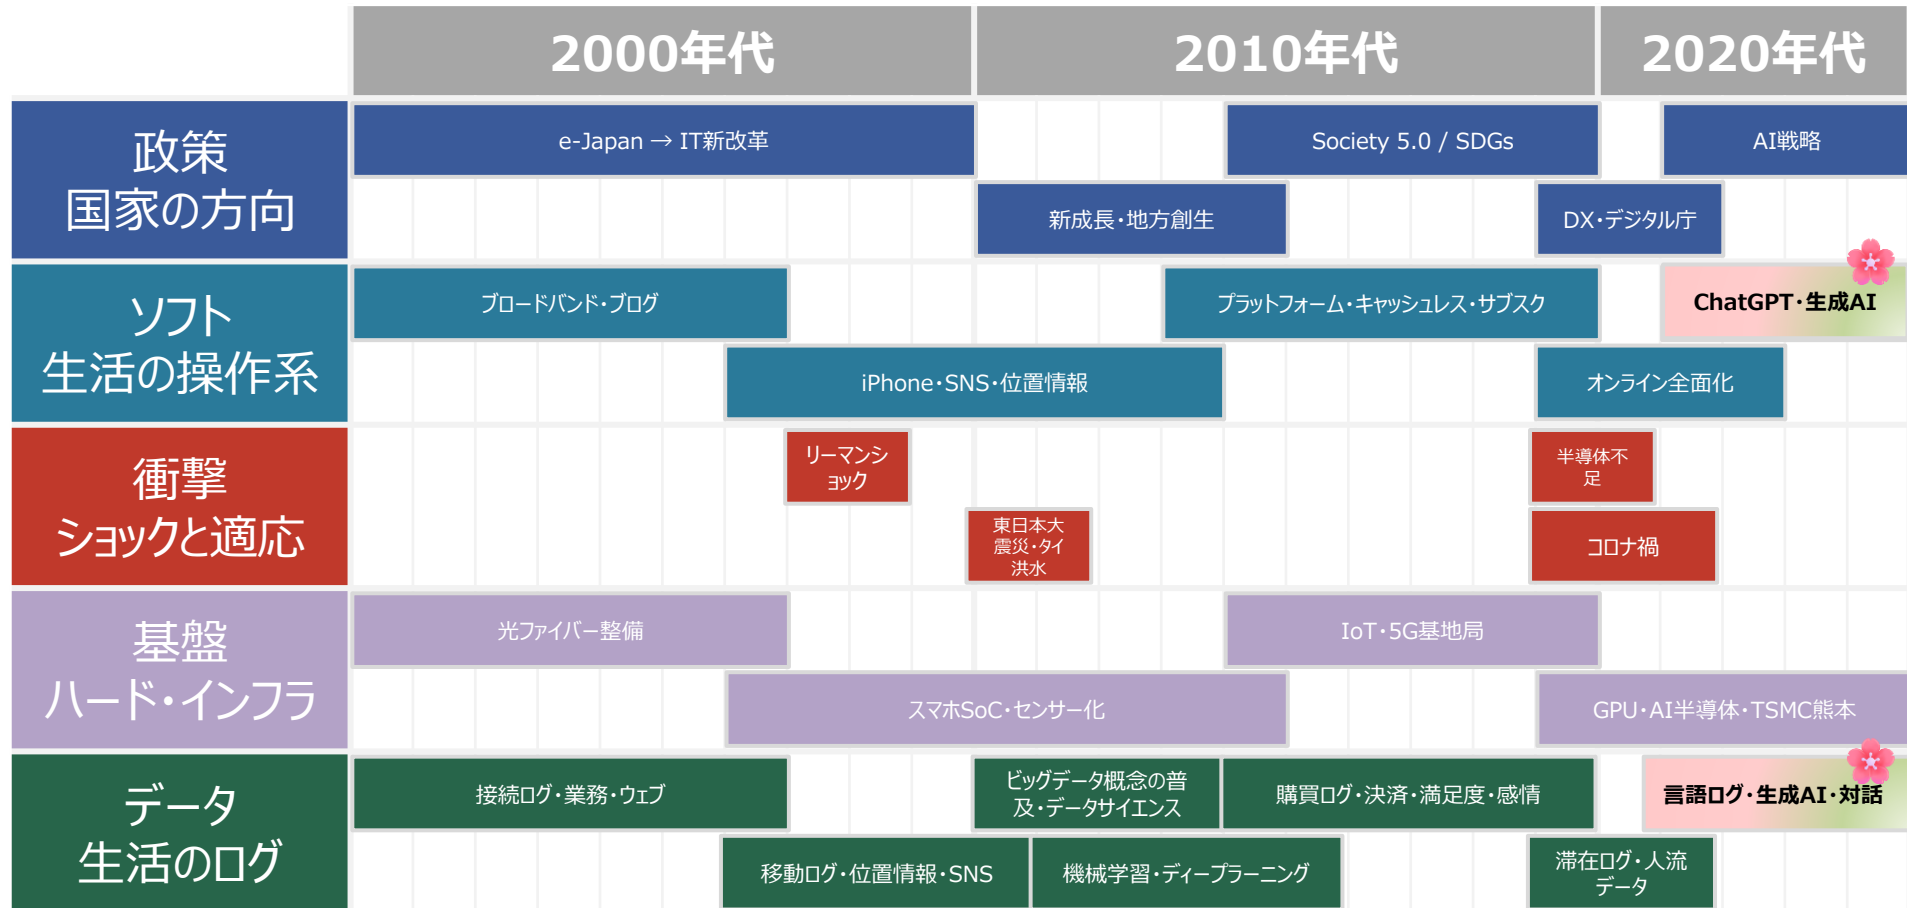 2000年代
2010年代
2020年代
政策
国家の方向
e-Japan → IT新改革
Society 5.0 / SDGs
AI戦略
新成長・地方創生
DX・デジタル庁
ソフト
生活の操作系
ブロードバンド・ブログ
プラットフォーム・キャッシュレス・サブスク
ChatGPT・生成AI
iPhone・SNS・位置情報
オンライン全面化
衝撃
ショックと適応
リーマンシ
ョック
半導体不
足
東日本大
震災・タイ
洪水
コロナ禍
基盤
ハード・インフラ
光ファイバー整備
IoT・5G基地局
スマホSoC・センサー化
GPU・AI半導体・TSMC熊本
データ
生活のログ
接続ログ・業務・ウェブ
ビッグデータ概念の普
及・データサイエンス
購買ログ・決済・満足度・感情
言語ログ・生成AI・対話
移動ログ・位置情報・SNS
機械学習・ディープラーニング
滞在ログ・人流
データ